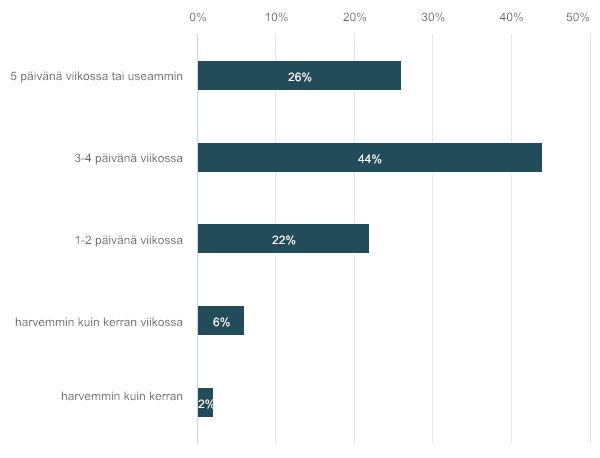 0% 10% 20% 30% 40% 50%
5 päivänä viikossa tai useammin 26%
3-4 päivänä viikossa 44%
1-2 päivänä viikossa 22%
harvemmin kuin kerran viikossa 6%
harvemmin kuin kerran 2%